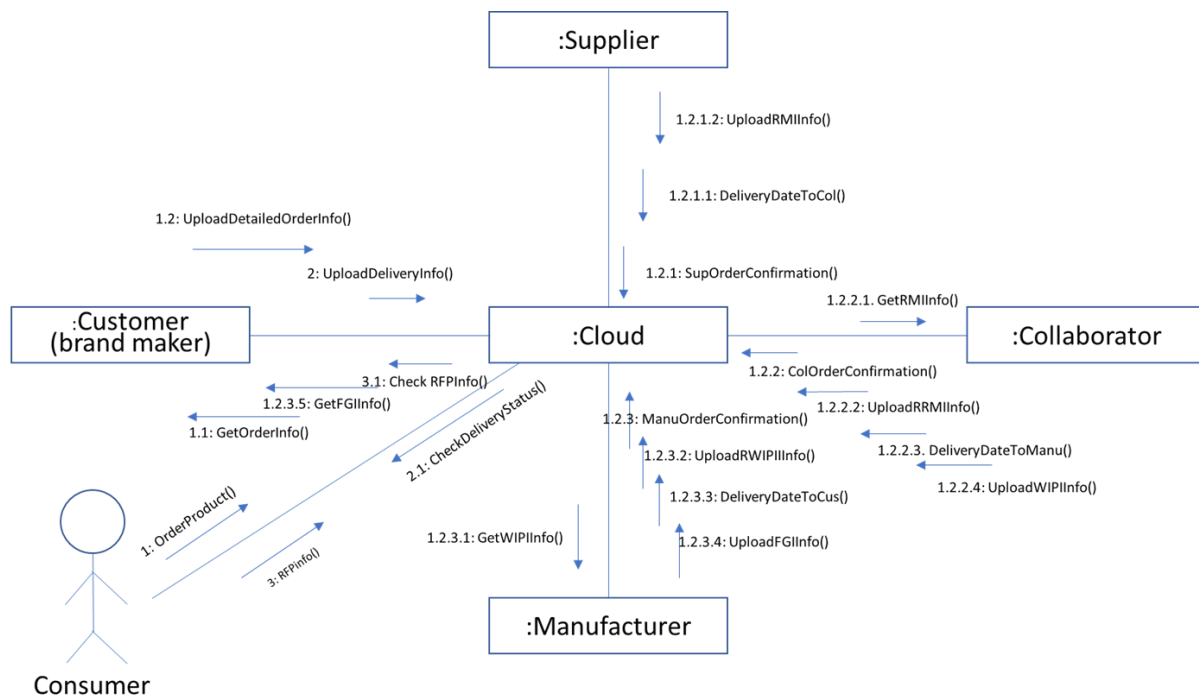 :Supplier
1.2.1.2: UploadRMIInfo()
1.2.1.1: DeliveryDateToCol()
1.2: UploadDetailedOrderInfo()
2: UploadDeliveryInfo()
1.2.1: SupOrderConfirmation()
1.2.2.1. GetRMIInfo()
:Customer
(brand maker)
:Cloud
:Collaborator
3.1: Check RFPInfo()
1.2.3.5: GetFGIInfo()
1.1: GetOrderInfo()
2.1: CheckDeliveryStatus()
1.2.2: ColOrderConfirmation()
1.2.2.2: UploadRRMIInfo()
1.2.2.3. DeliveryDateToManu()
1.2.2.4: UploadWIPIInfo()
1.2.3: ManuOrderConfirmation()
1.2.3.2: UploadRWIPIIInfo()
1.2.3.3: DeliveryDateToCus()
1.2.3.4: UploadFGIInfo()
1.2.3.1: GetWIPIInfo()
1: OrderProduct()
3: RFPinfo()
:Manufacturer
Consumer